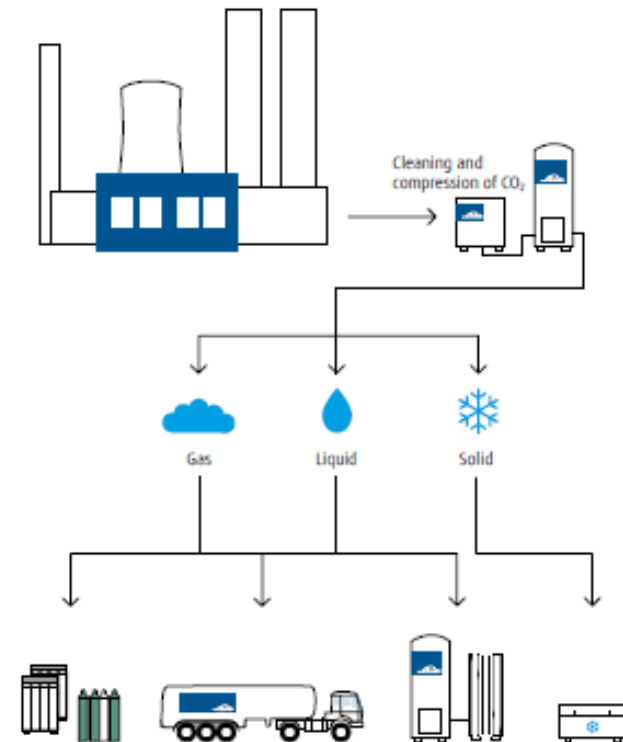 Cleaning and
compression of CO₂
Gas
Liquid
Solid